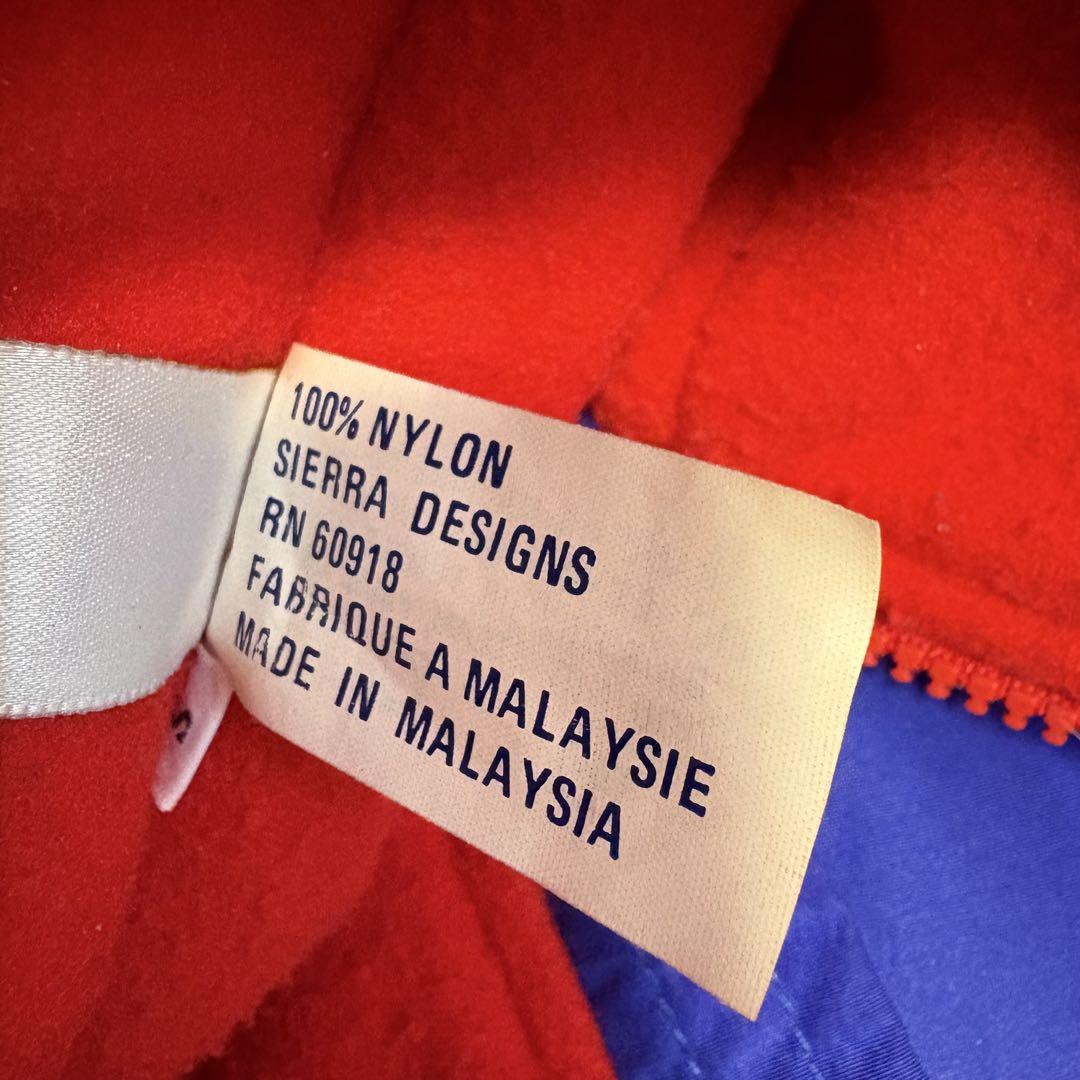 100% NYLON
SIERRA DESIGNS
RN 60918
FABRIQUE A MALAYSIE
MADE IN MALAYSIA